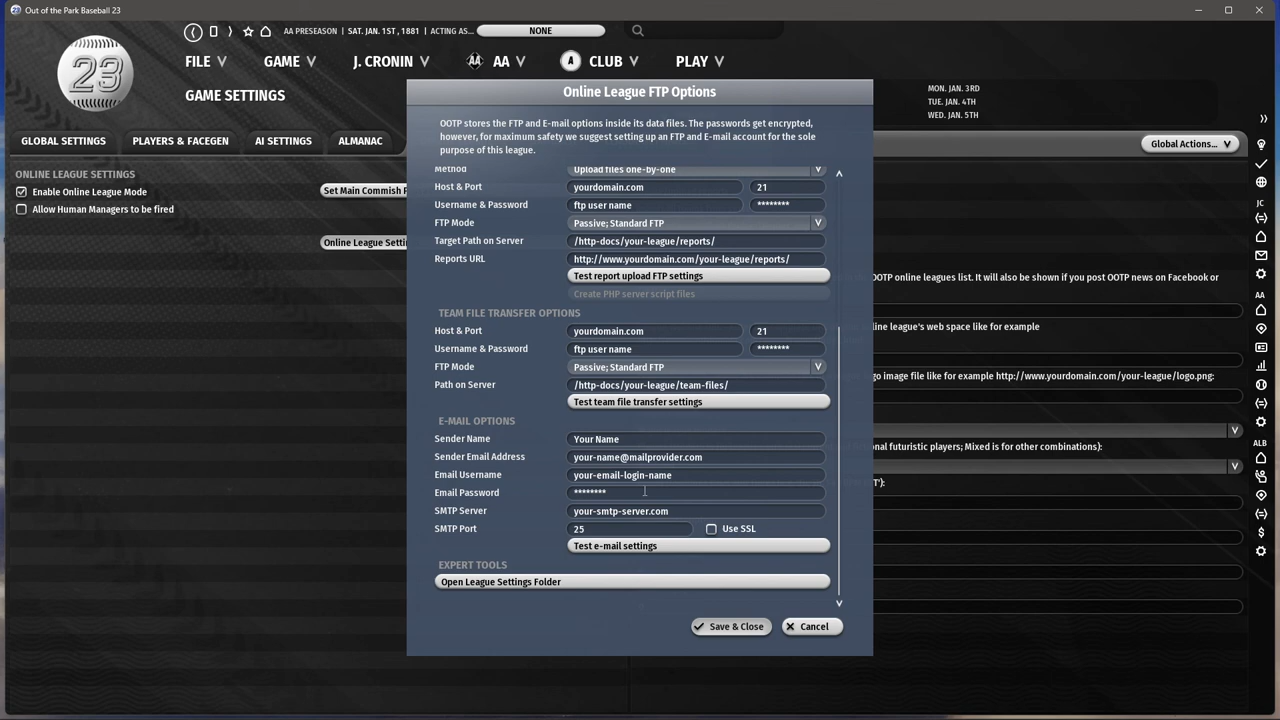 Out of the Park Baseball 23
AA PRESEASON | SAT. JAN. 1ST , 1881 | ACTING AS... NONE
23
FILE GAME J. CRONIN AA AA A CLUB PLAY
GAME SETTINGS
MON. JAN. 3RD
TUE. JAN. 4TH
WED. JAN. 5TH
GLOBAL SETTINGS PLAYERS & FACEGEN AI SETTINGS ALMANAC
Global Actions...
ONLINE LEAGUE SETTINGS
Enable Online League Mode
Set Main Commish P
Allow Human Managers to be fired
Online League Settin
Online League FTP Options
OOTP stores the FTP and E-mail options inside its data files. The passwords get encrypted,
however, for maximum safety we suggest setting up an FTP and E-mail account for the sole
purpose of this league.
Method Upload files one-by-one
Host & Port yourdomain.com 21
Username & Password ftp user name ********
FTP Mode Passive; Standard FTP
Target Path on Server /http-docs/your-league/reports/
Reports URL http://www.yourdomain.com/your-league/reports/
Test report upload FTP settings
Create PHP server script files
TEAM FILE TRANSFER OPTIONS
Host & Port yourdomain.com 21
Username & Password ftp user name ********
FTP Mode Passive; Standard FTP
Path on Server /http-docs/your-league/team-files/
Test team file transfer settings
E-MAIL OPTIONS
Sender Name Your Name
Sender Email Address your-name@mailprovider.com
Email Username your-email-login-name
Email Password ********
SMTP Server your-smtp-server.com
SMTP Port 25 Use SSL
Test e-mail settings
EXPERT TOOLS
Open League Settings Folder
Save & Close Cancel
OOTP online leagues list. It will also be shown if you post OOTP news on Facebook or
line league's web space like for example
logo image file like for example http://www.yourdomain.com/your-league/logo.png:
onal futuristic players; Mixed is for other combinations):
T'):
JC
AA
ALB